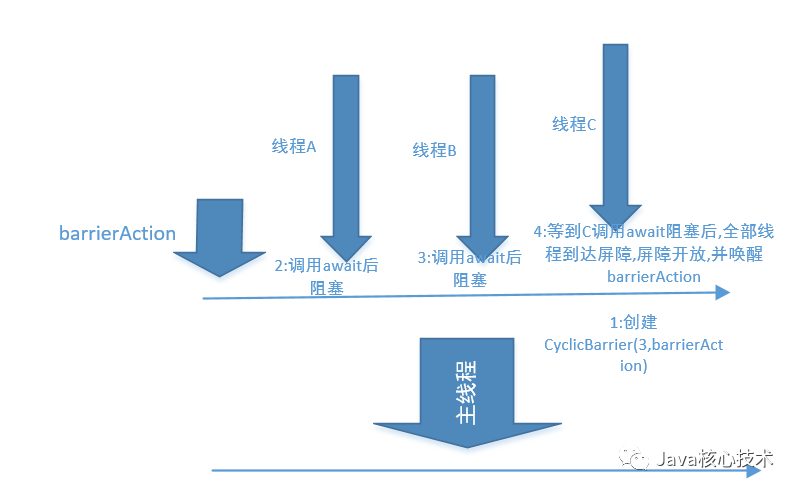 线程A
线程B
线程C
barrierAction
2:调用await后
阻塞
3:调用await后
阻塞
4:等到C调用await阻塞后,全部线
程到达屏障,屏障开放,并唤醒
barrierAction
1:创建
CyclicBarrier(3,barrierAct
ion)
主线程
Java核心技术